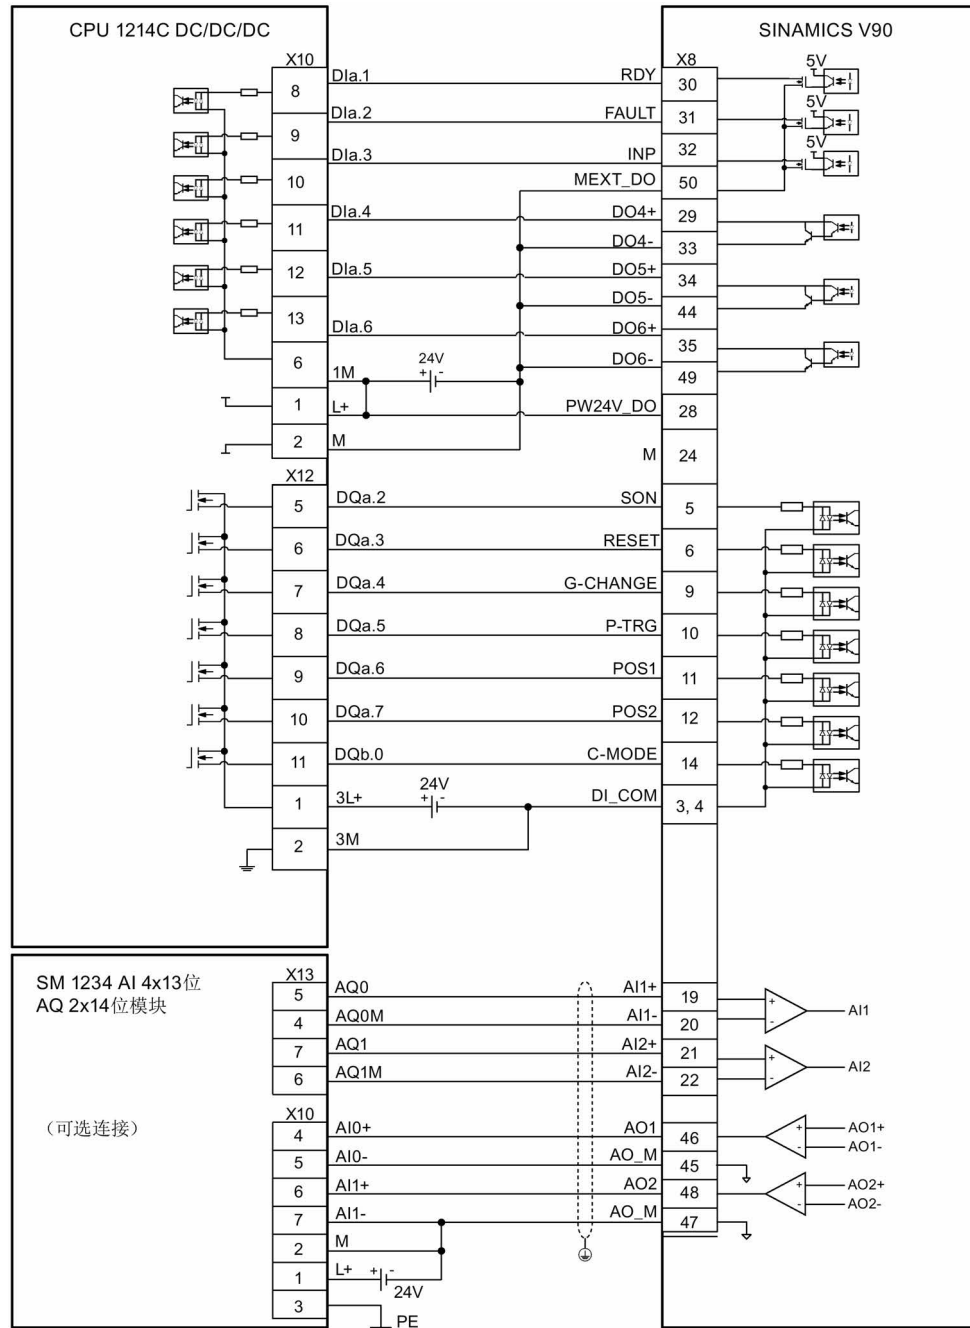 CPU 1214C DC/DC/DC
SINAMICS V90
X10
X8
8 DIa.1 RDY 30 5V
9 DIa.2 FAULT 31 5V
10 DIa.3 INP 32 5V
MEXT_DO 50
11 DIa.4 DO4+ 29
DO4- 33
12 DIa.5 DO5+ 34
DO5- 44
13 DIa.6 DO6+ 35
DO6- 49
6 1M 24V + -
1 L+ PW24V_DO 28
2 M M 24
X12
5 DQa.2 SON 5
6 DQa.3 RESET 6
7 DQa.4 G-CHANGE 9
8 DQa.5 P-TRG 10
9 DQa.6 POS1 11
10 DQa.7 POS2 12
11 DQb.0 C-MODE 14
1 3L+ 24V + - DI_COM 3, 4
2 3M
SM 1234 AI 4x13位
AQ 2x14位模块
X13
5 AQ0 AI1+ 19 +
4 AQ0M AI1- 20 - AI1
7 AQ1 AI2+ 21 +
6 AQ1M AI2- 22 - AI2
（可选连接）
X10
4 AI0+ AO1 46 + AO1+
5 AI0- AO_M 45 - AO1-
6 AI1+ AO2 48 + AO2+
7 AI1- AO_M 47 - AO2-
2 M
1 L+ + - 24V
3 PE